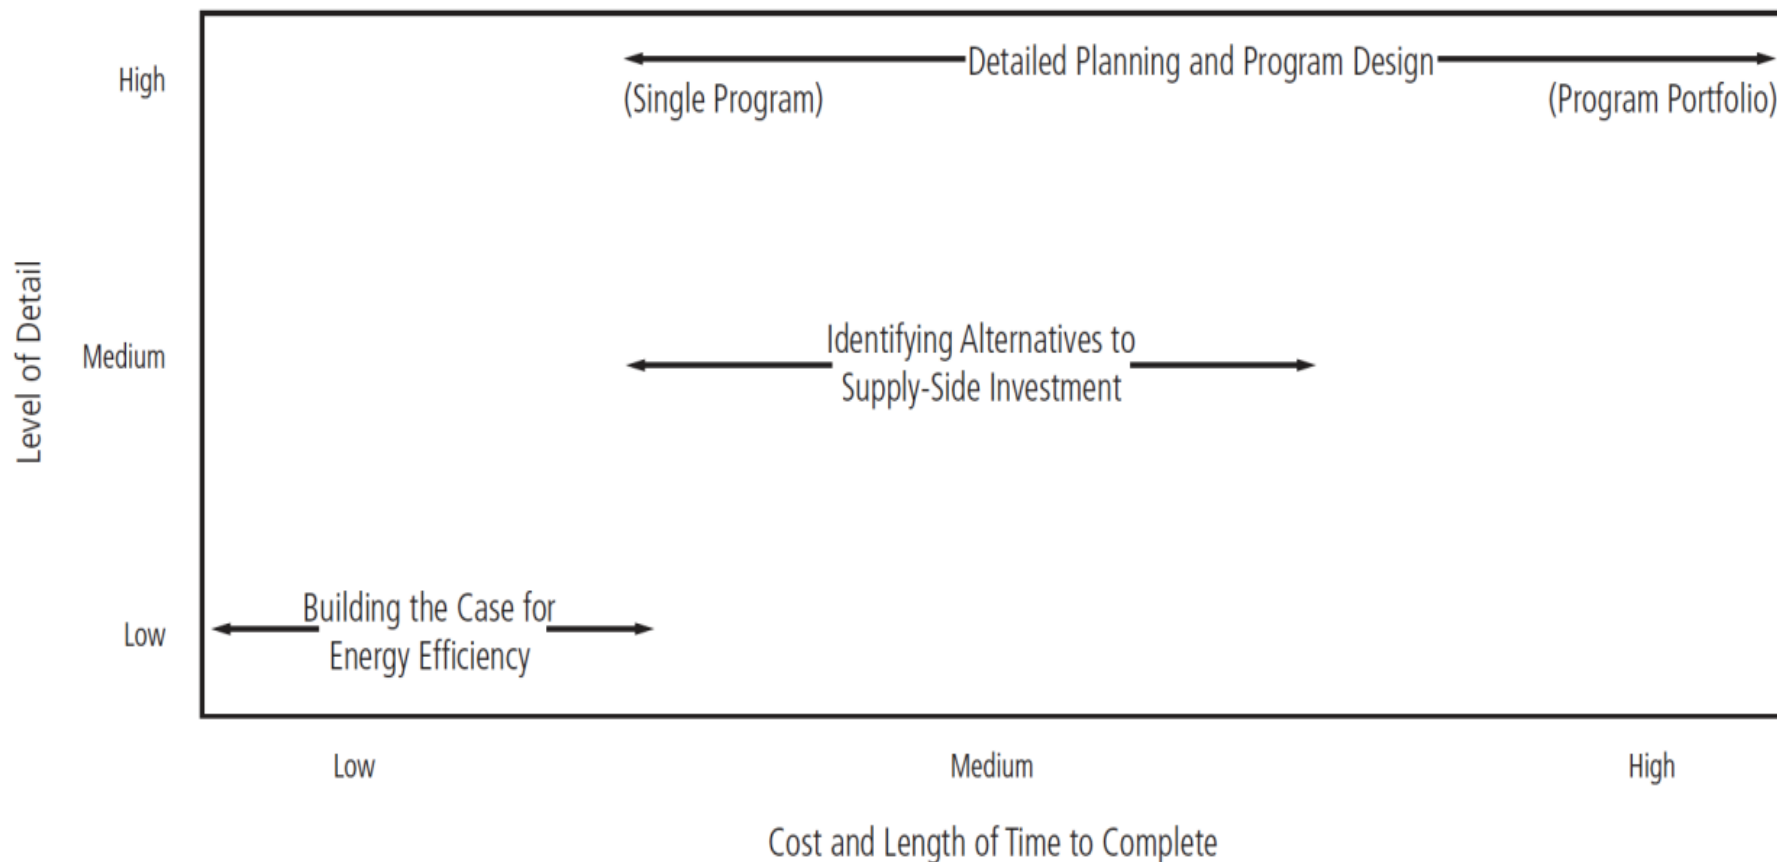 High
Detailed Planning and Program Design
(Single Program)
(Program Portfolio)
Level of Detail
Medium
Identifying Alternatives to
Supply-Side Investment
Low
Building the Case for
Energy Efficiency
Low
Medium
High
Cost and Length of Time to Complete